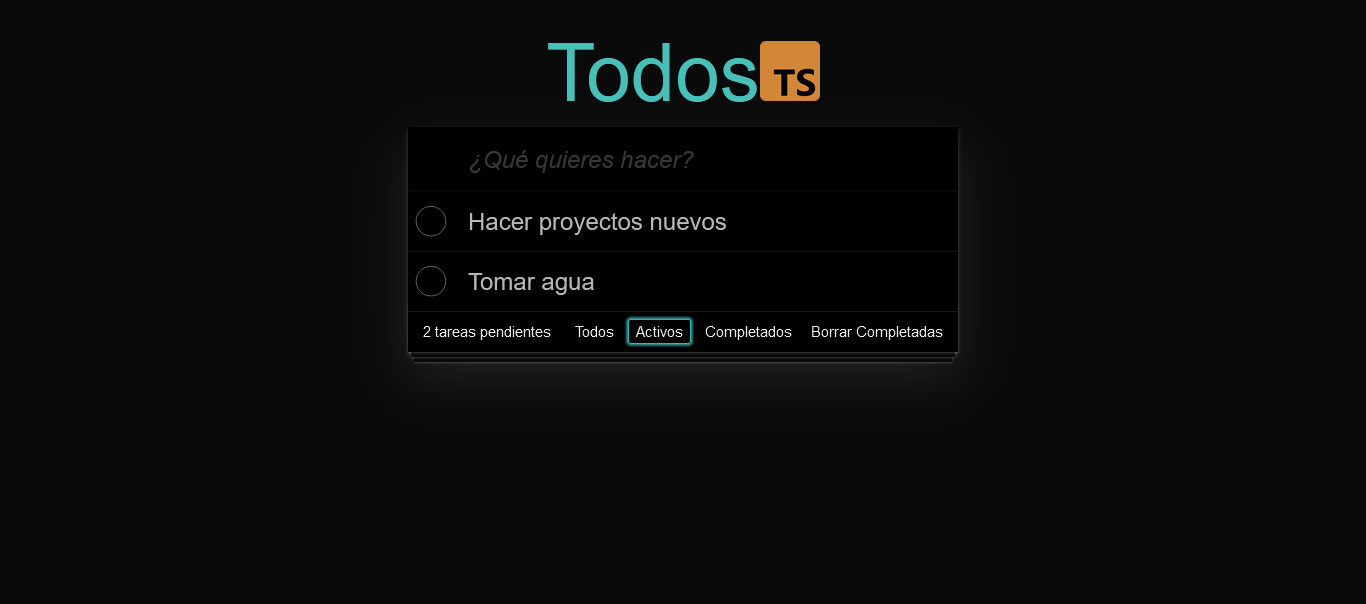 Todos TS
¿Qué quieres hacer?
Hacer proyectos nuevos
Tomar agua
2 tareas pendientes Todos Activos Completados Borrar Completadas